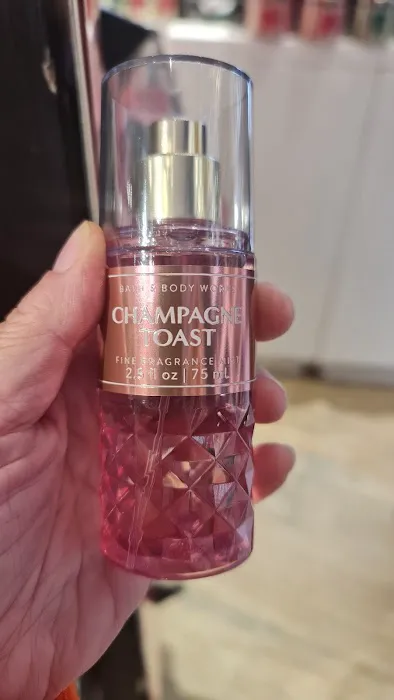 BATH & BODY WORKS
CHAMPAGNE
TOAST
FINE FRAGRANCE MIST
2.5 fl oz | 75 mL